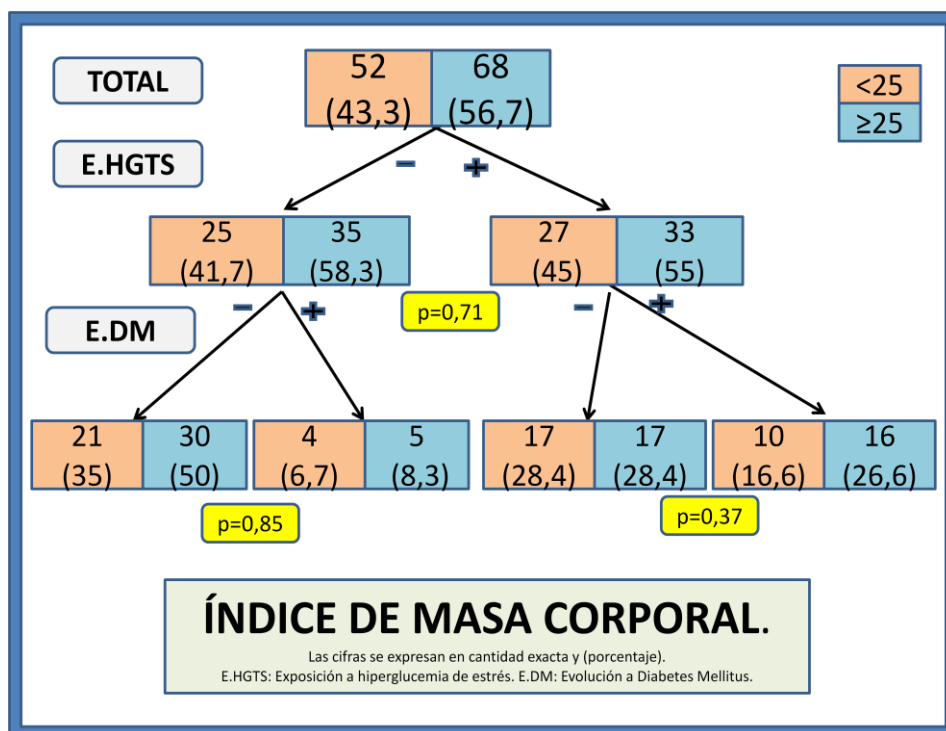 TOTAL
52 68
(43,3) (56,7)
<25
≥25
E.HGTS
− +
25 35
(41,7) (58,3)
27 33
(45) (55)
− +
− +
p=0,71
E.DM
21 30
(35) (50)
4 5
(6,7) (8,3)
17 17
(28,4) (28,4)
10 16
(16,6) (26,6)
p=0,85
p=0,37
ÍNDICE DE MASA CORPORAL.
Las cifras se expresan en cantidad exacta y (porcentaje).
E.HGTS: Exposición a hiperglucemia de estrés. E.DM: Evolución a Diabetes Mellitus.